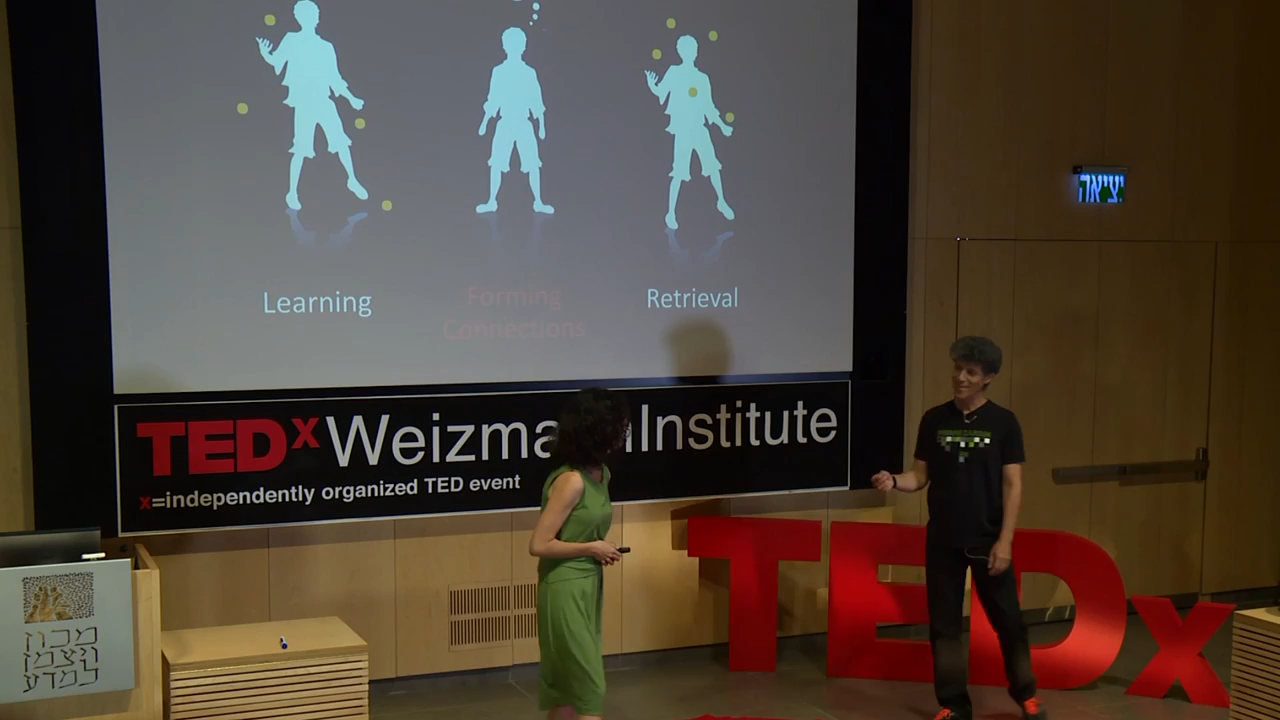 Learning
Forming
Connections
Retrieval
יציאה
TEDx Weizma Institute
x=independently organized TED event
TEDx
מכון
ויצמן
למדע